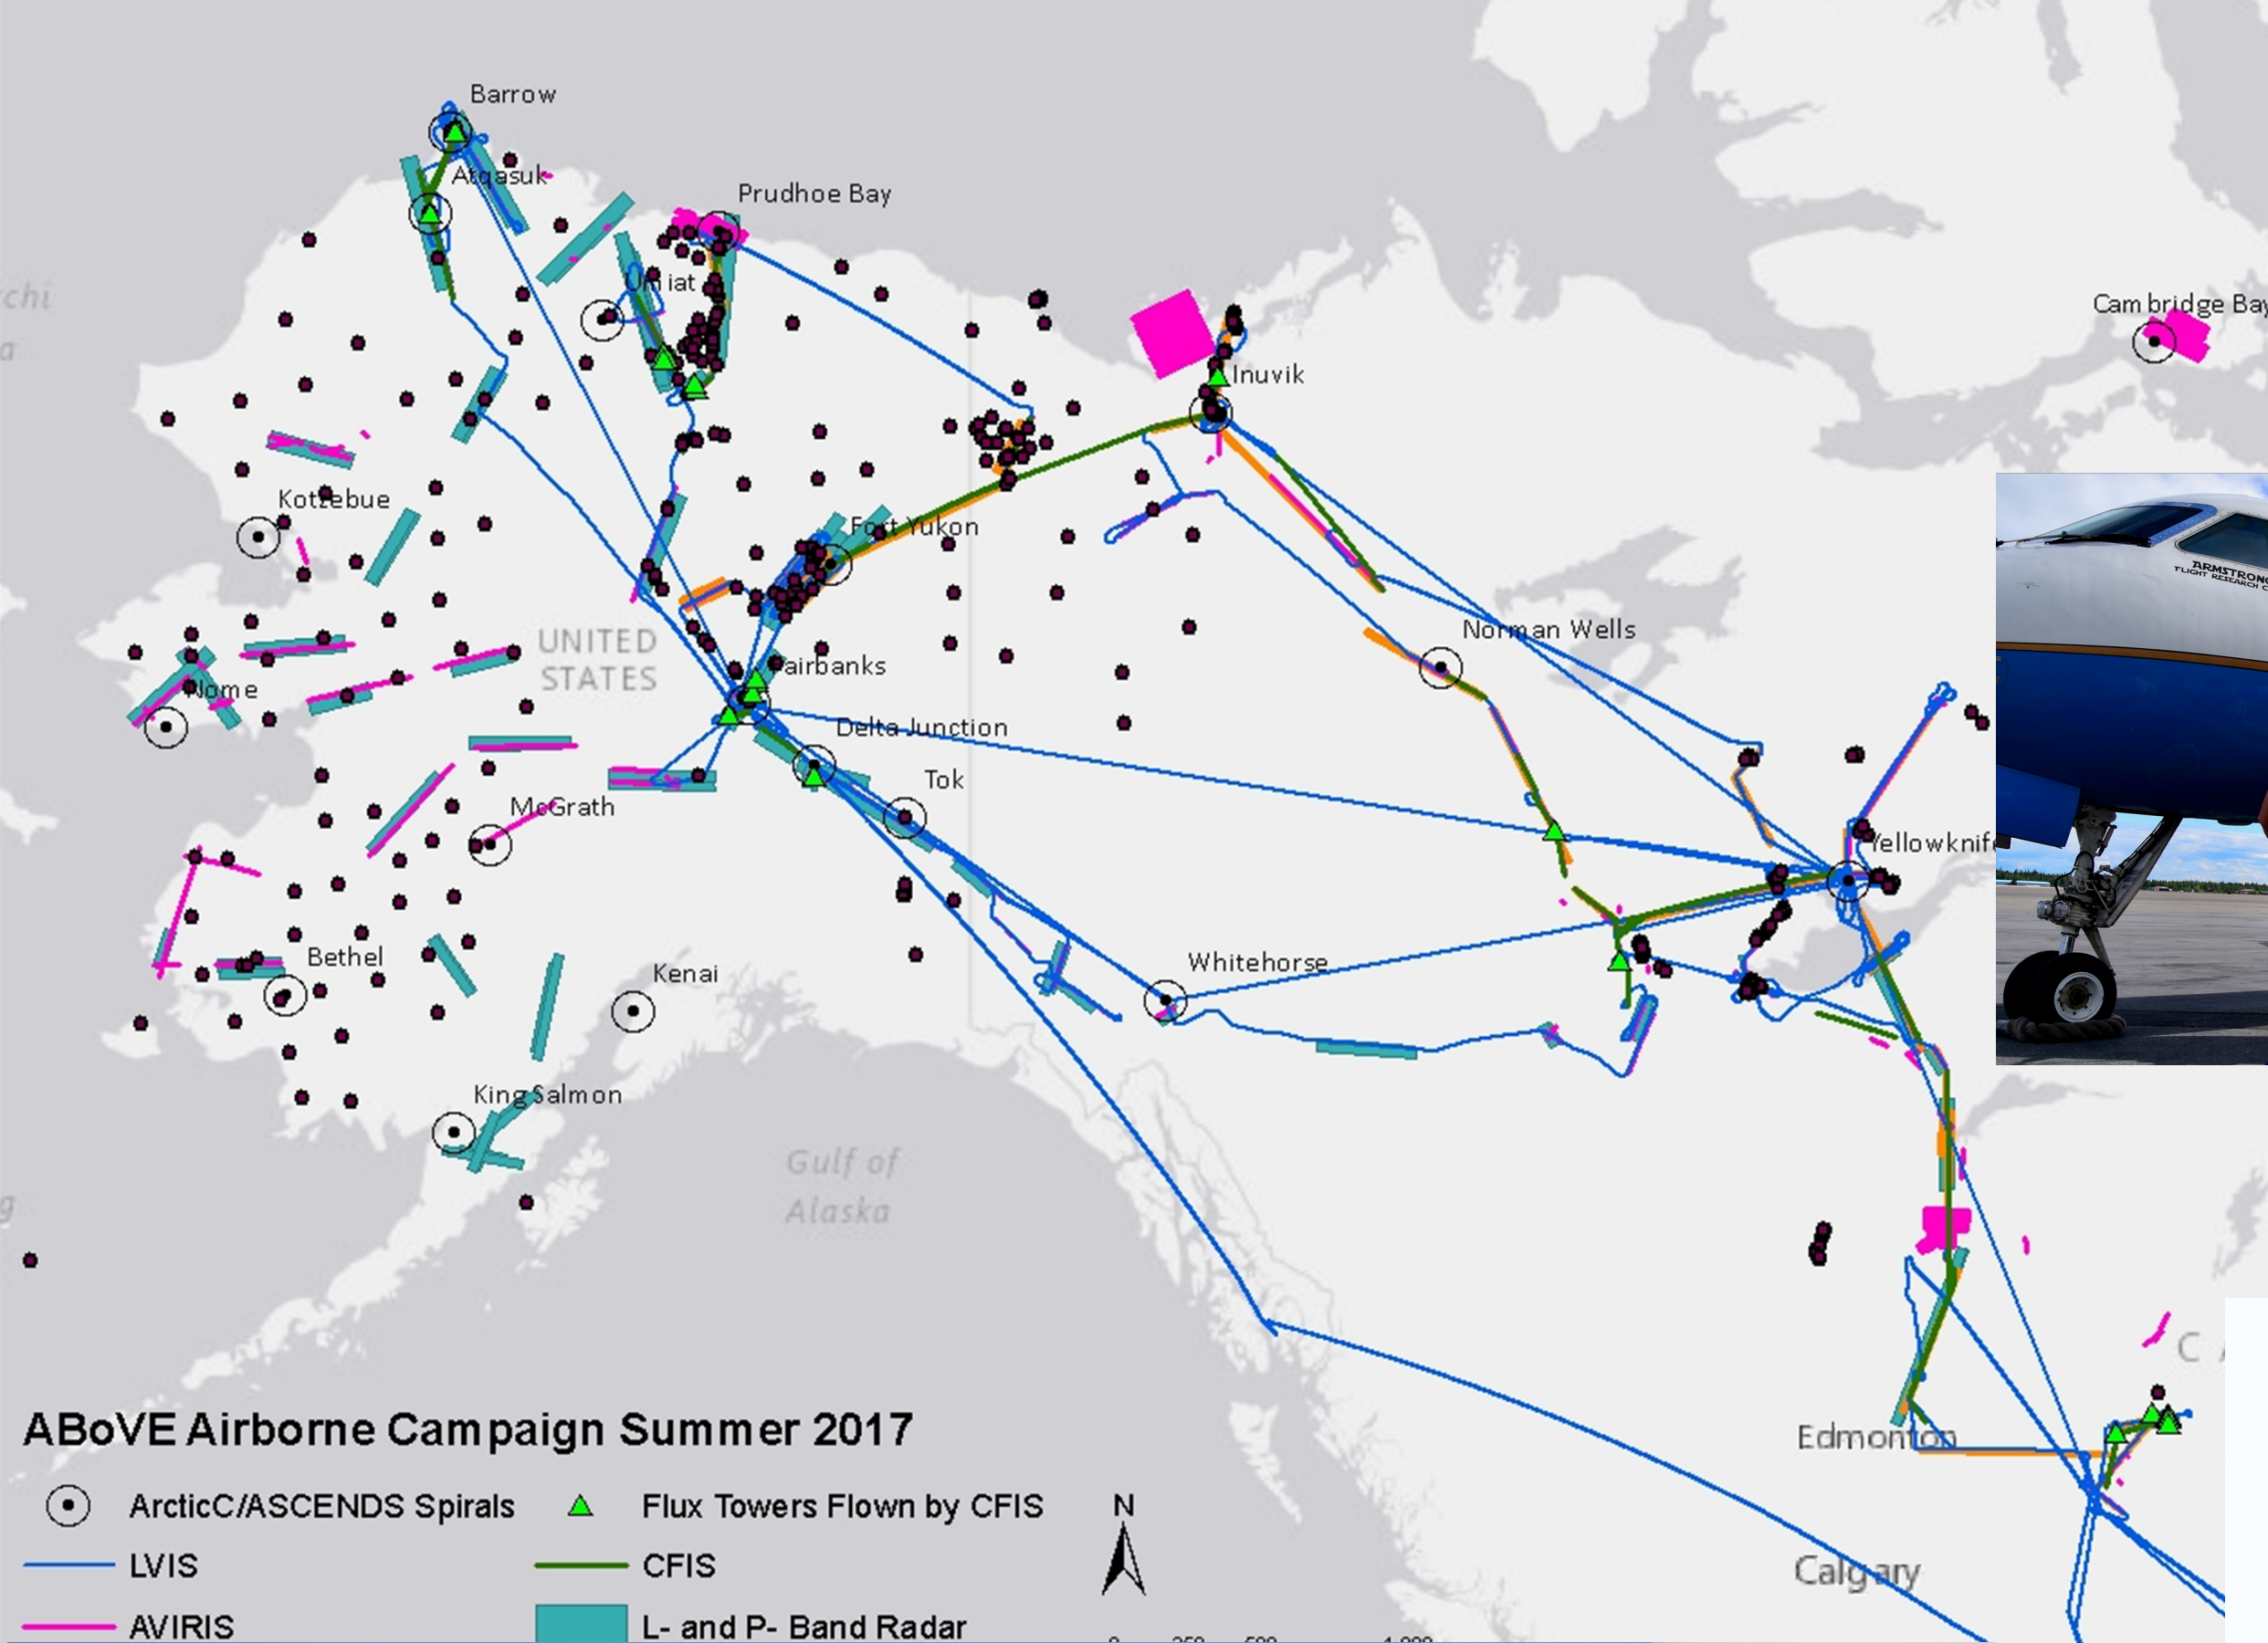 Barrow
Atqasuk
Prudhoe Bay
Umiat
Cambridge Bay
Inuvik
Kotzebue
Fort Yukon
ARMSTRONG
FLIGHT RESEARCH C
UNITED
STATES
Norman Wells
Nome
Fairbanks
Delta Junction
Tok
McGrath
Yellowknife
Bethel
Kenai
Whitehorse
King Salmon
Gulf of
Alaska
C
Edmonton
Calgary
ABoVE Airborne Campaign Summer 2017
ArcticC/ASCENDS Spirals
Flux Towers Flown by CFIS
N
LVIS
CFIS
AVIRIS
L- and P- Band Radar